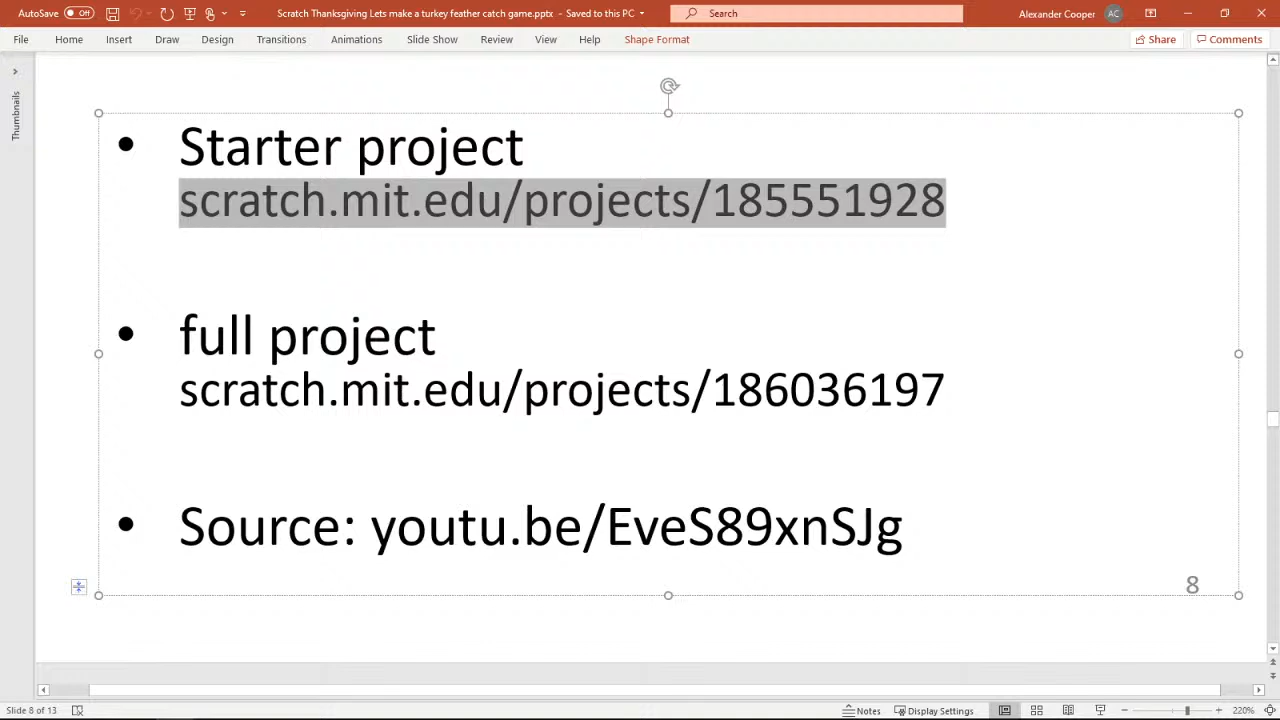 AutoSave Off Scratch Thanksgiving Lets make a turkey feather catch game.pptx - Saved to this PC Search Alexander Cooper AC
File Home Insert Draw Design Transitions Animations Slide Show Review View Help Shape Format Share Comments
Thumbnails
• Starter project
scratch.mit.edu/projects/185551928
• full project
scratch.mit.edu/projects/186036197
• Source: youtu.be/EveS89xnSJg
8
Slide 8 of 13 Notes Display Settings 220%